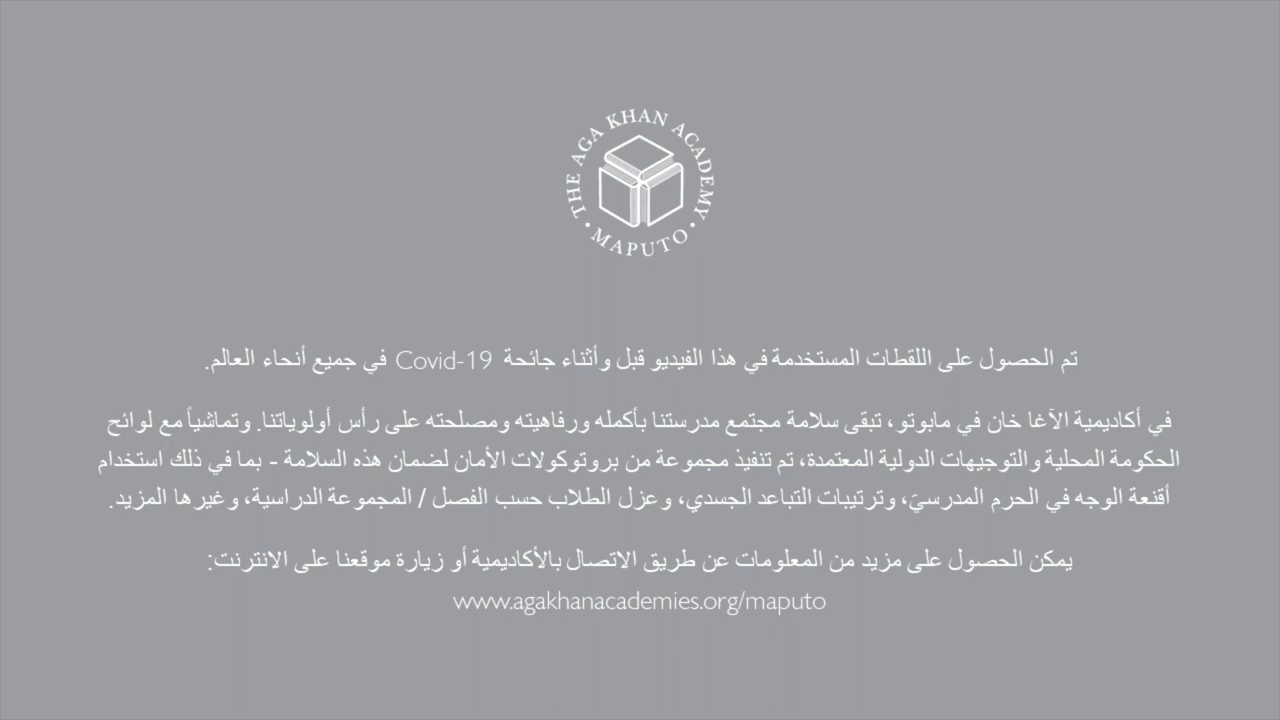 THE AGA KHAN ACADEMY
• MAPUTO •
تم الحصول على اللقطات المستخدمة في هذا الفيديو قبل وأثناء جائحة Covid-19 في جميع أنحاء العالم.
في أكاديمية الآغا خان في مابوتو، تبقى سلامة مجتمع مدرستنا بأكمله ورفاهيته ومصلحته على رأس أولوياتنا. وتماشياً مع لوائح
الحكومة المحلية والتوجيهات الدولية المعتمدة، تم تنفيذ مجموعة من بروتوكولات الأمان لضمان هذه السلامة - بما في ذلك استخدام
أقنعة الوجه في الحرم المدرسيّ، وترتيبات التباعد الجسدي، وعزل الطلاب حسب الفصل / المجموعة الدراسية، وغيرها المزيد.
يمكن الحصول على مزيد من المعلومات عن طريق الاتصال بالأكاديمية أو زيارة موقعنا على الانترنت:
www.agakhanacademies.org/maputo